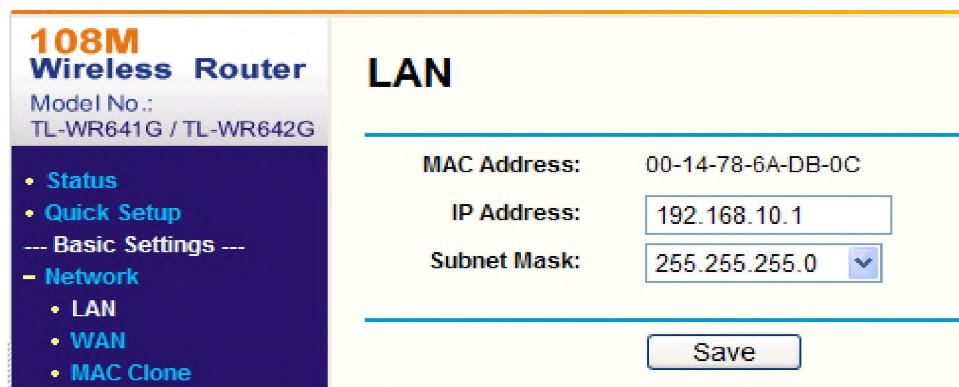 108M
Wireless Router
Model No.:
TL-WR641G / TL-WR642G
• Status
• Quick Setup
--- Basic Settings ---
– Network
• LAN
• WAN
• MAC Clone
LAN
MAC Address: 00-14-78-6A-DB-0C
IP Address: 192.168.10.1
Subnet Mask: 255.255.255.0
Save